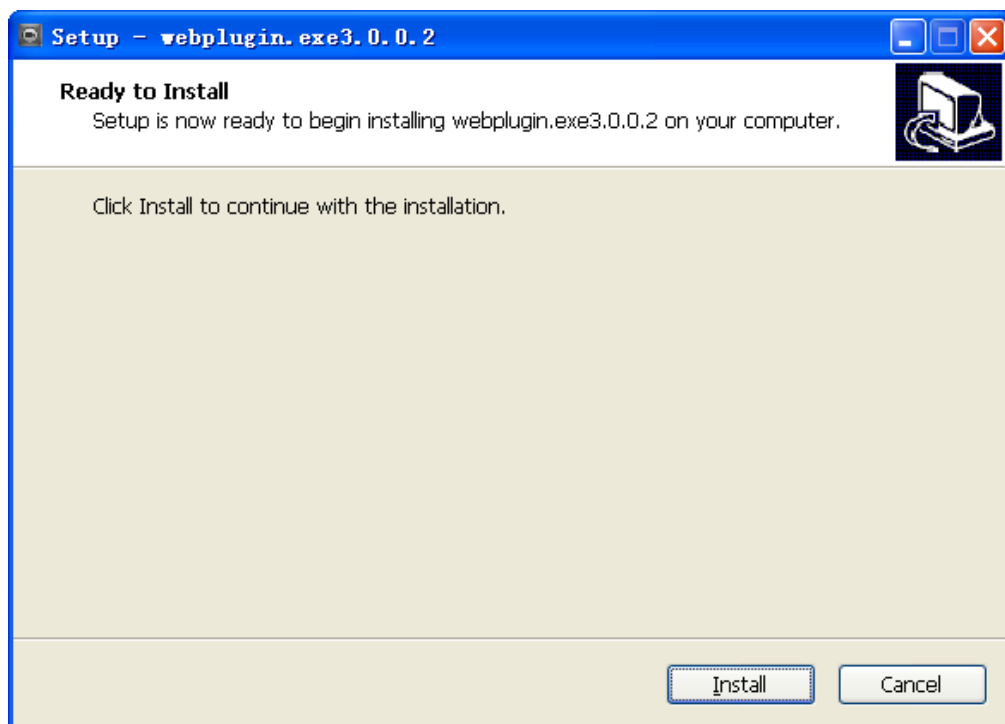 Setup - webplugin.exe3.0.0.2
Ready to Install
Setup is now ready to begin installing webplugin.exe3.0.0.2 on your computer.
Click Install to continue with the installation.
Install
Cancel